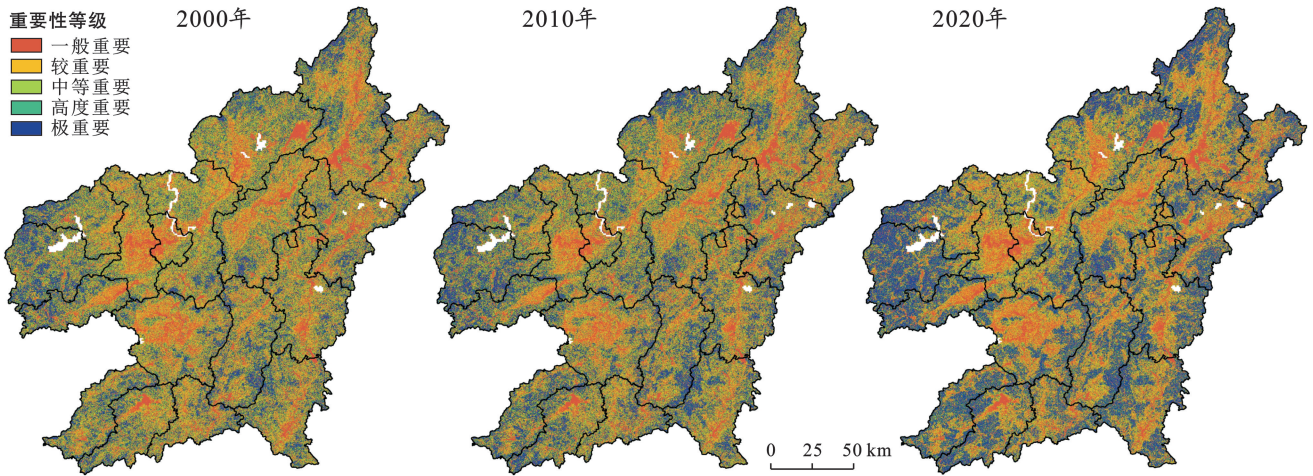 重要性等级
一般重要
较重要
中等重要
高度重要
极重要
2000年
2010年
2020年
0 25 50 km